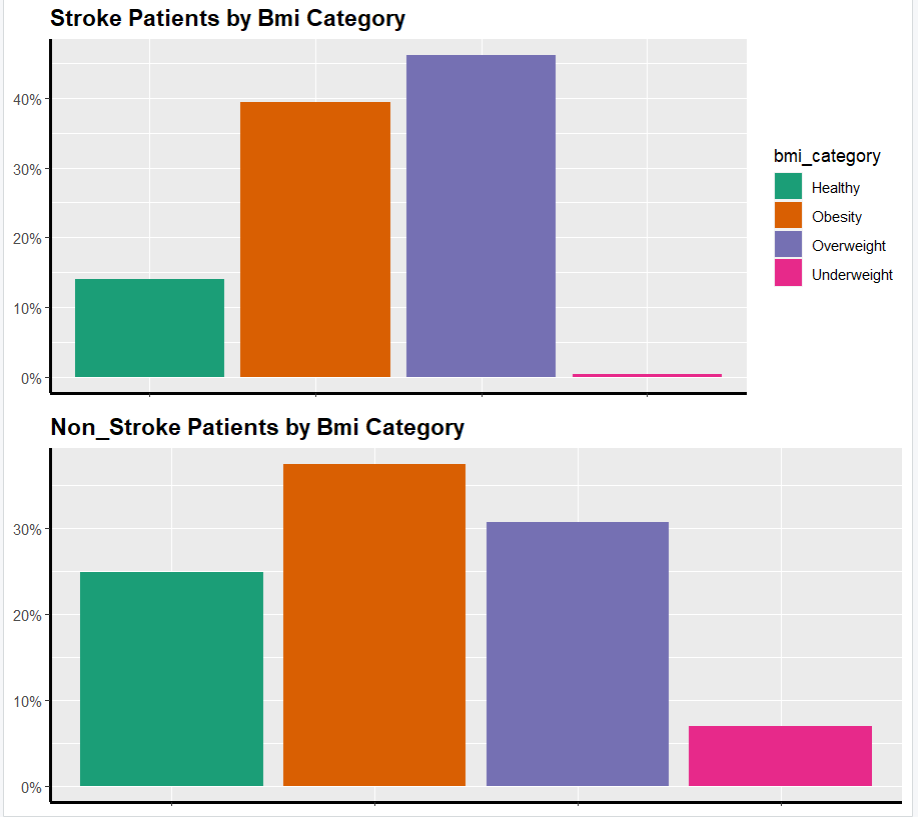 Stroke Patients by Bmi Category
40%
30%
20%
10%
0%
bmi_category
Healthy
Obesity
Overweight
Underweight
Non_Stroke Patients by Bmi Category
30%
20%
10%
0%